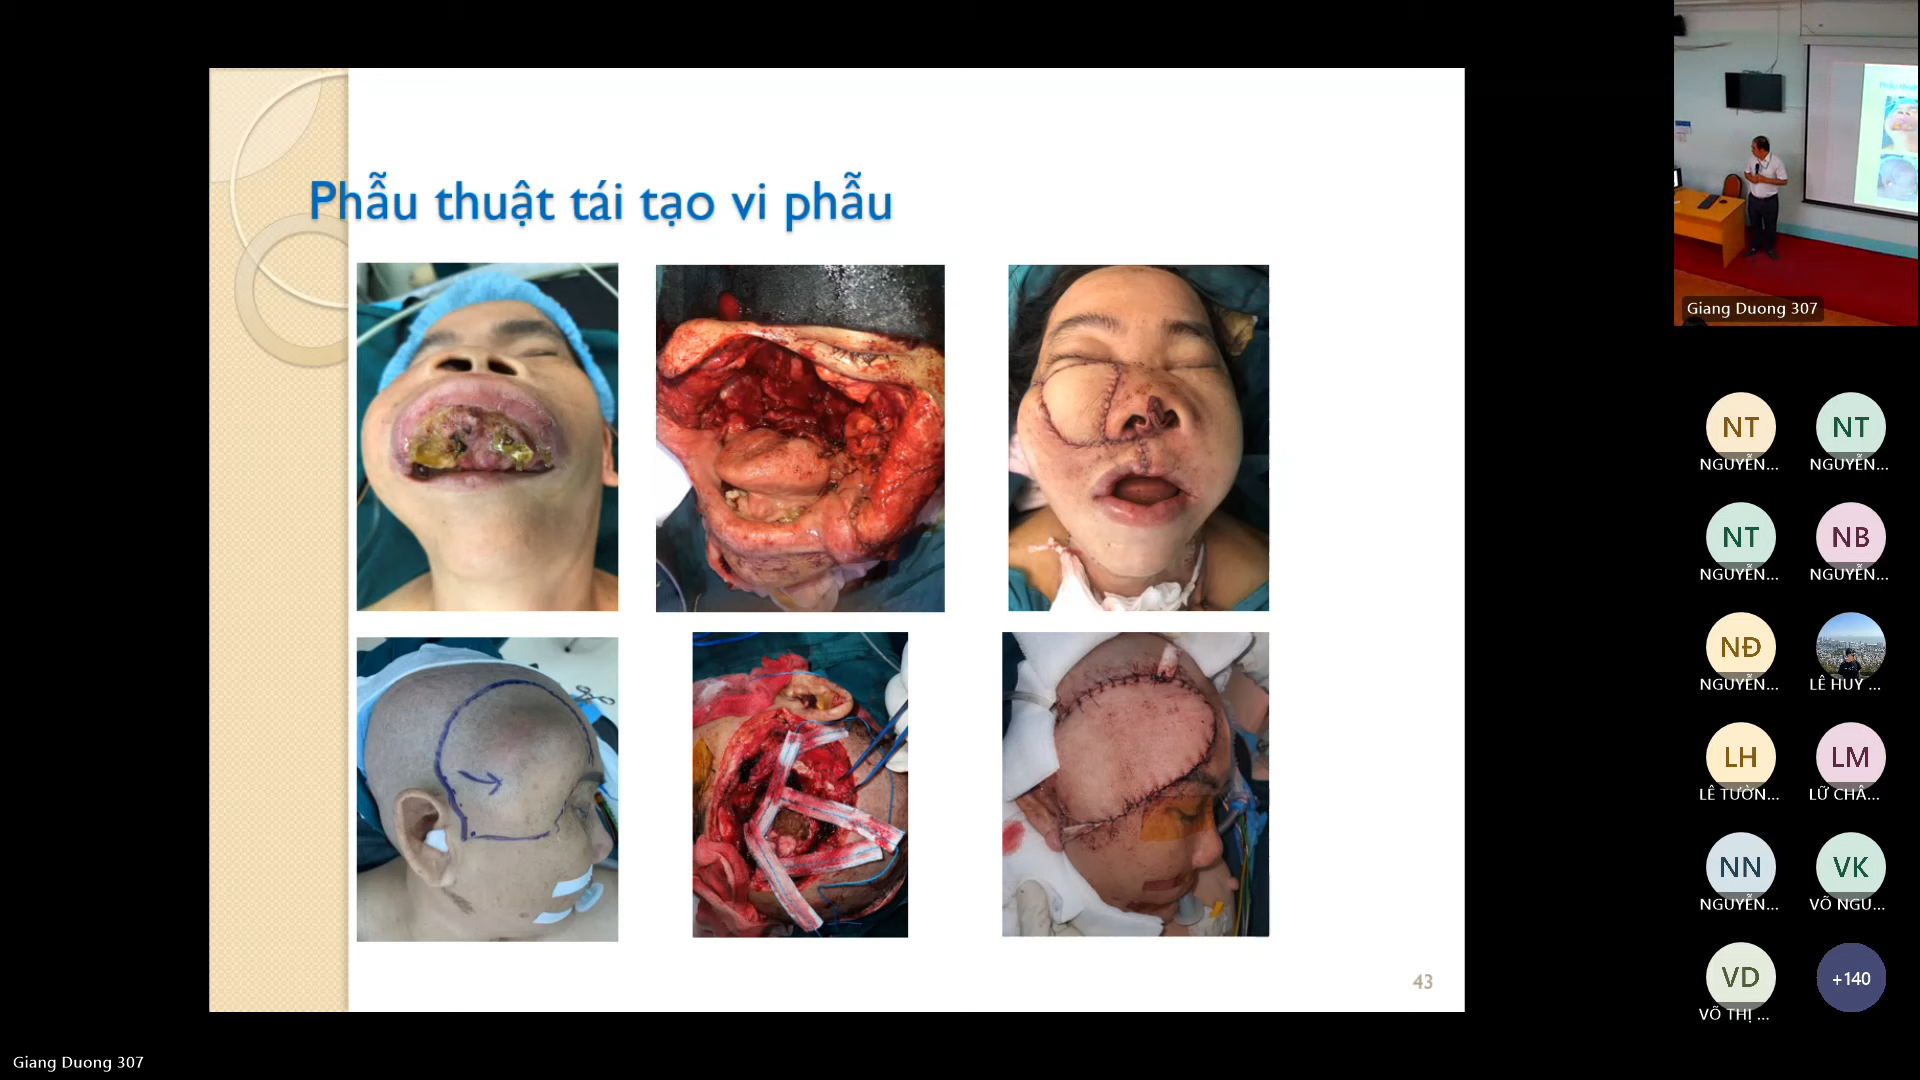 Phẫu thuật tái tạo vi phẫu
43
Giang Duong 307
NT
NGUYỄN...
NT
NGUYỄN...
NT
NGUYỄN...
NB
NGUYỄN...
NĐ
NGUYỄN...
LÊ HUY ...
LH
LÊ TƯỜN...
LM
LỮ CHÂ...
NN
NGUYỄN...
VK
VÕ NGU...
VD
VÕ THỊ ...
+140
Giang Duong 307